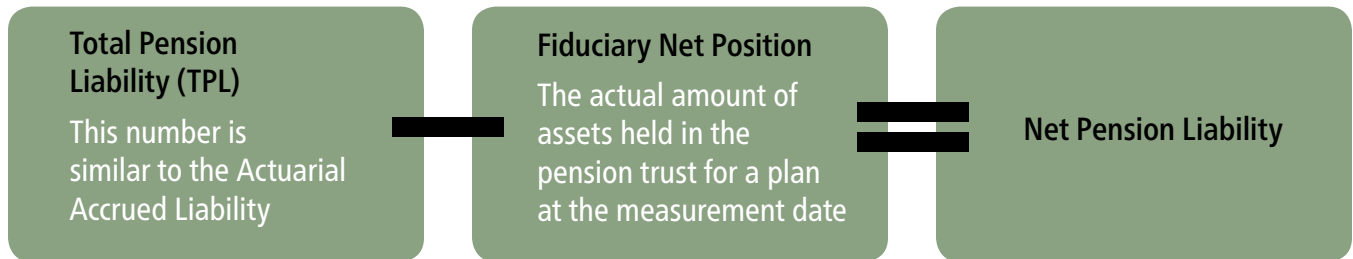 Total Pension
Liability (TPL)
This number is
similar to the Actuarial
Accrued Liability
Fiduciary Net Position
The actual amount of
assets held in the
pension trust for a plan
at the measurement date
Net Pension Liability